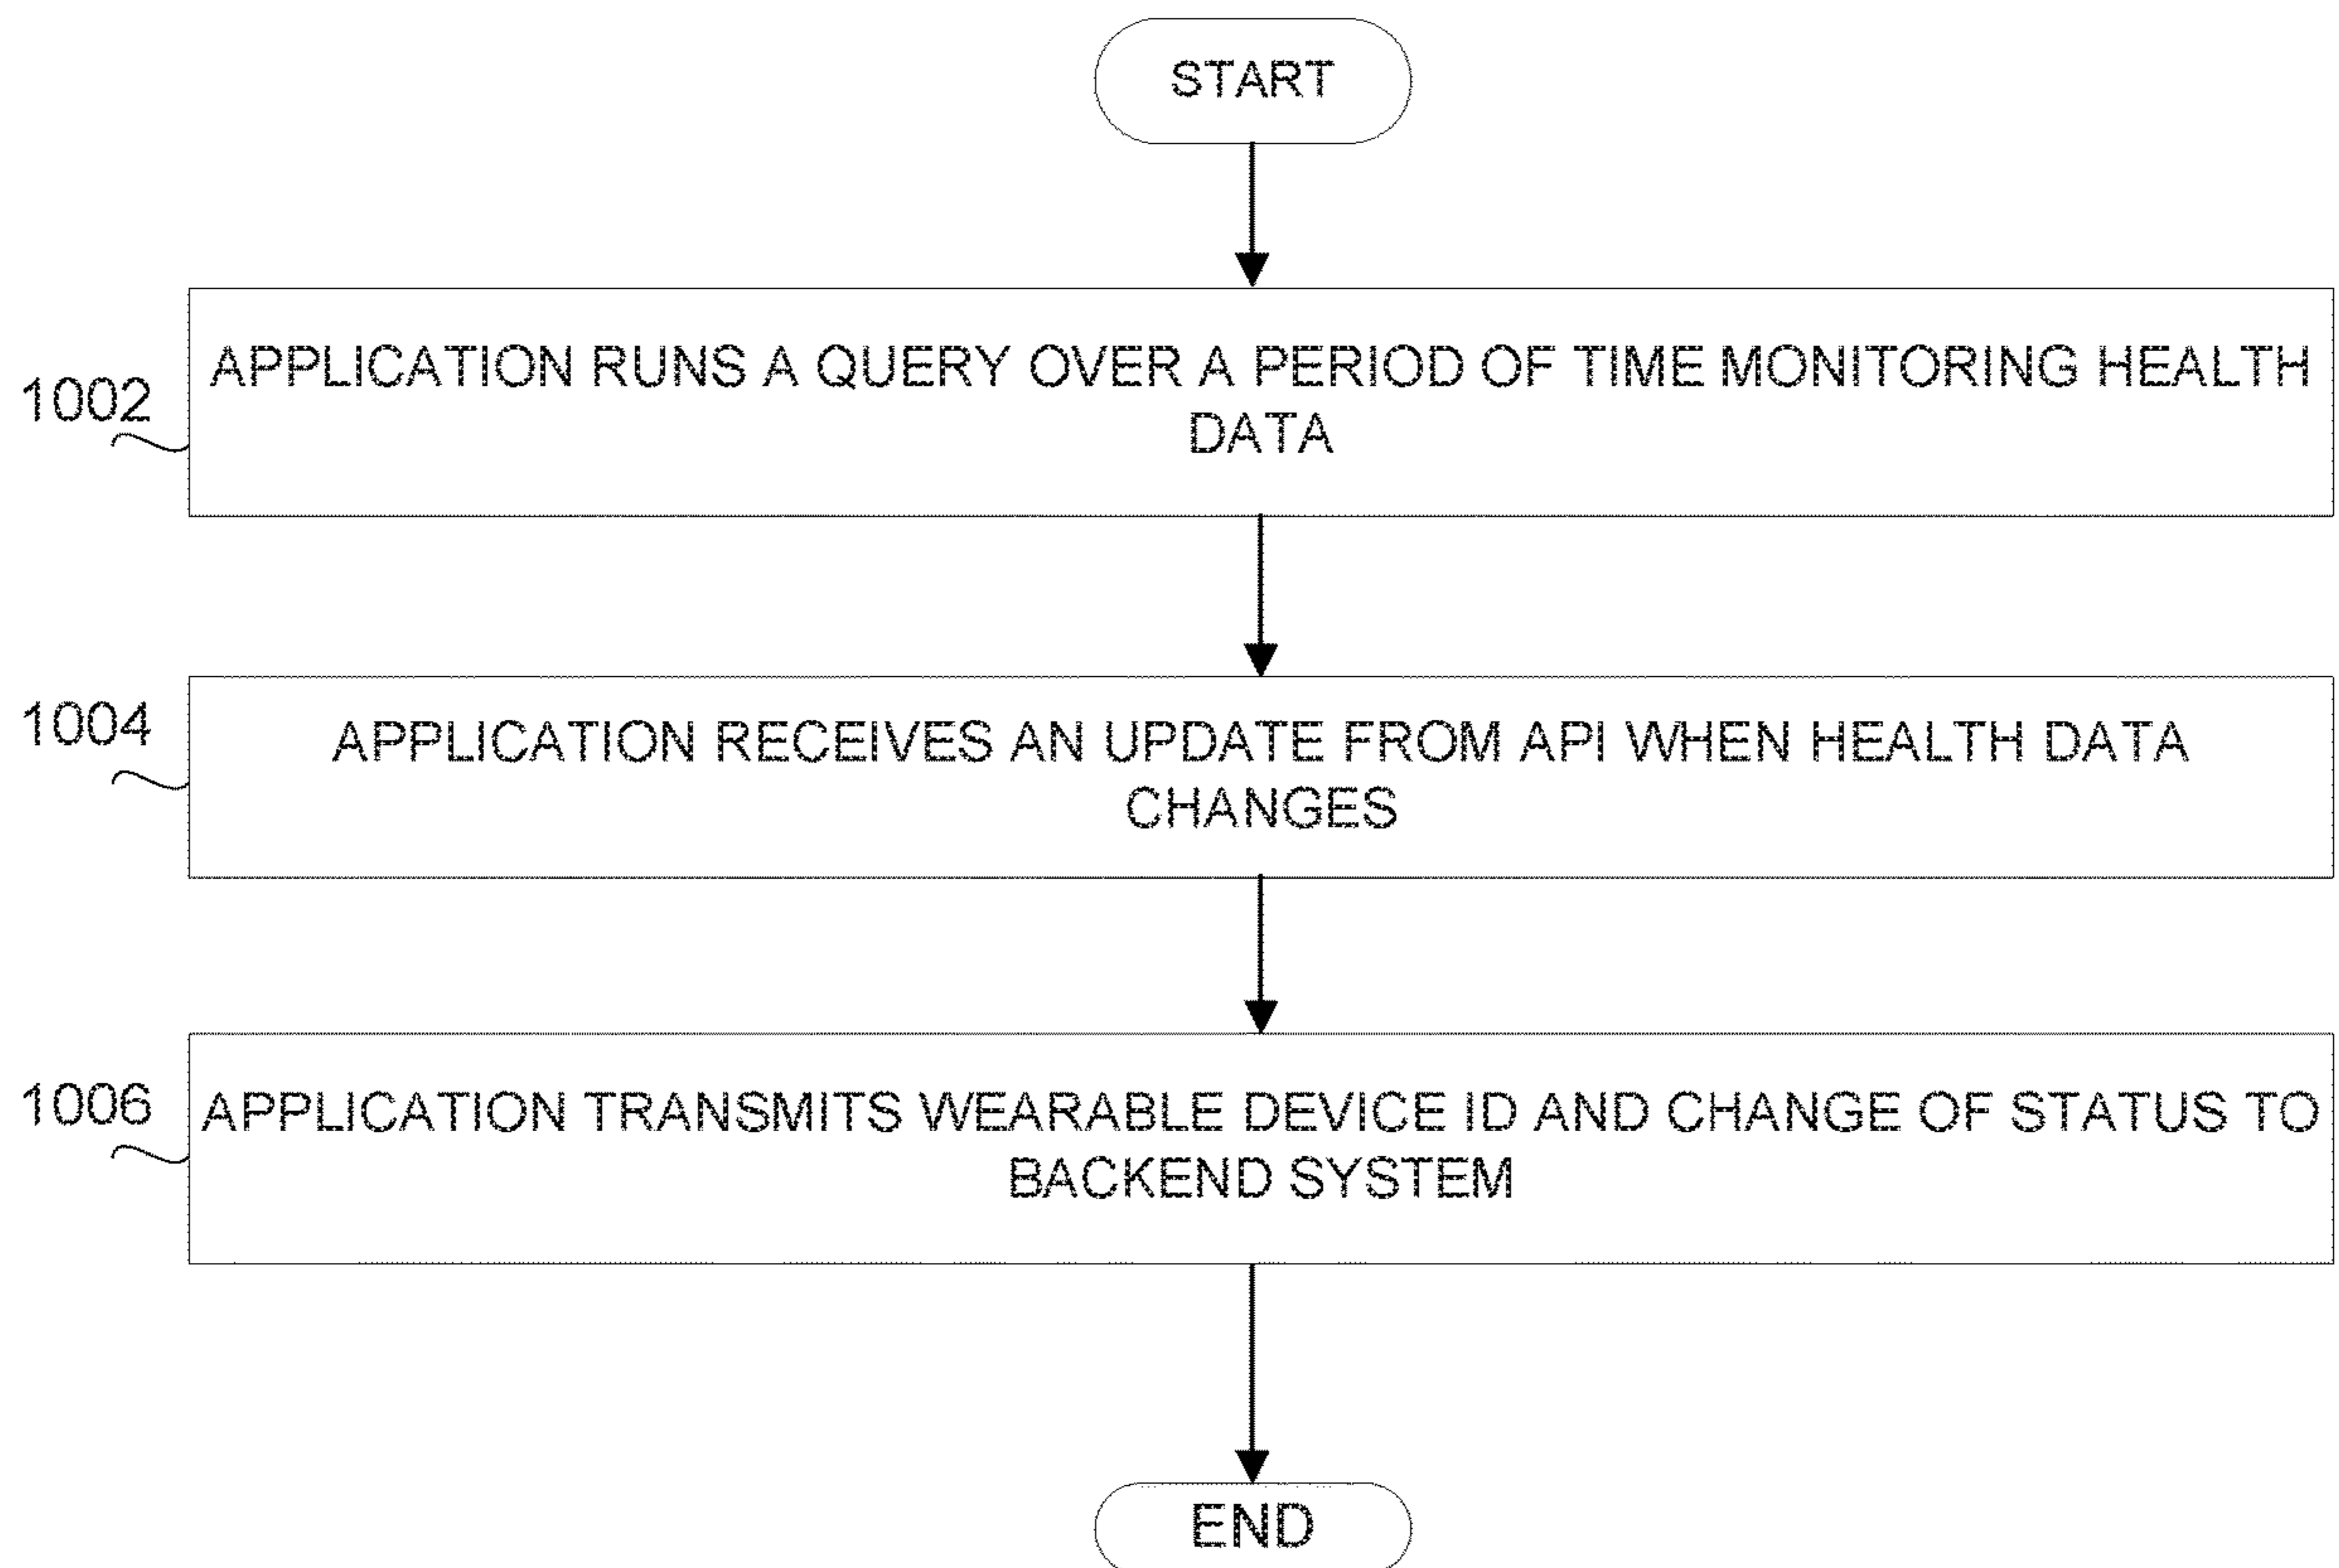 START
1002
APPLICATION RUNS A QUERY OVER A PERIOD OF TIME MONITORING HEALTH
DATA
1004
APPLICATION RECEIVES AN UPDATE FROM API WHEN HEALTH DATA
CHANGES
1006
APPLICATION TRANSMITS WEARABLE DEVICE ID AND CHANGE OF STATUS TO
BACKEND SYSTEM
END